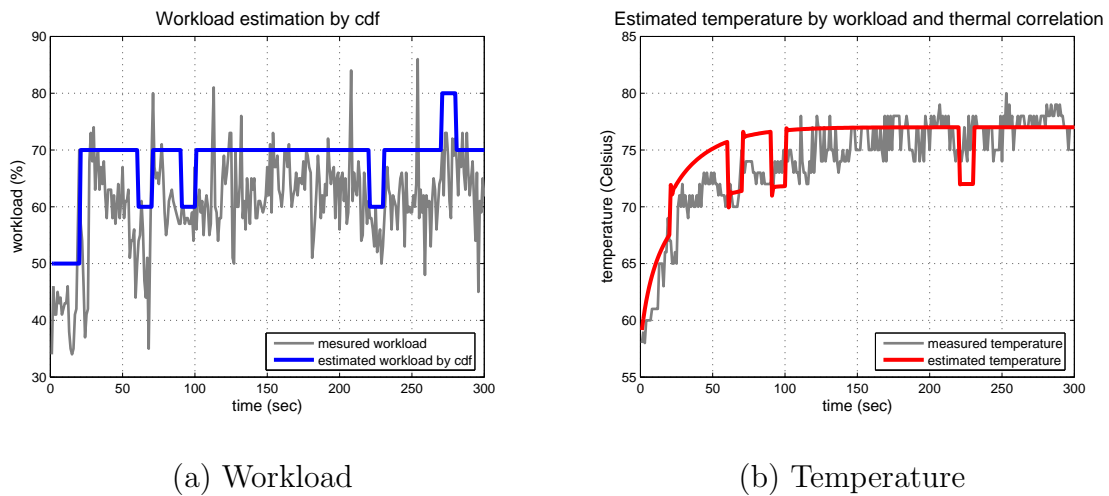 Workload estimation by cdf
90
80
70
60
50
40
30
workload (%)
0
50
100
150
200
250
300
time (sec)
mesured workload
estimated workload by cdf
(a) Workload
Estimated temperature by workload and thermal correlation
85
80
75
70
65
60
55
temperature (Celsius)
0
50
100
150
200
250
300
time (sec)
measured temperature
estimated temperature
(b) Temperature